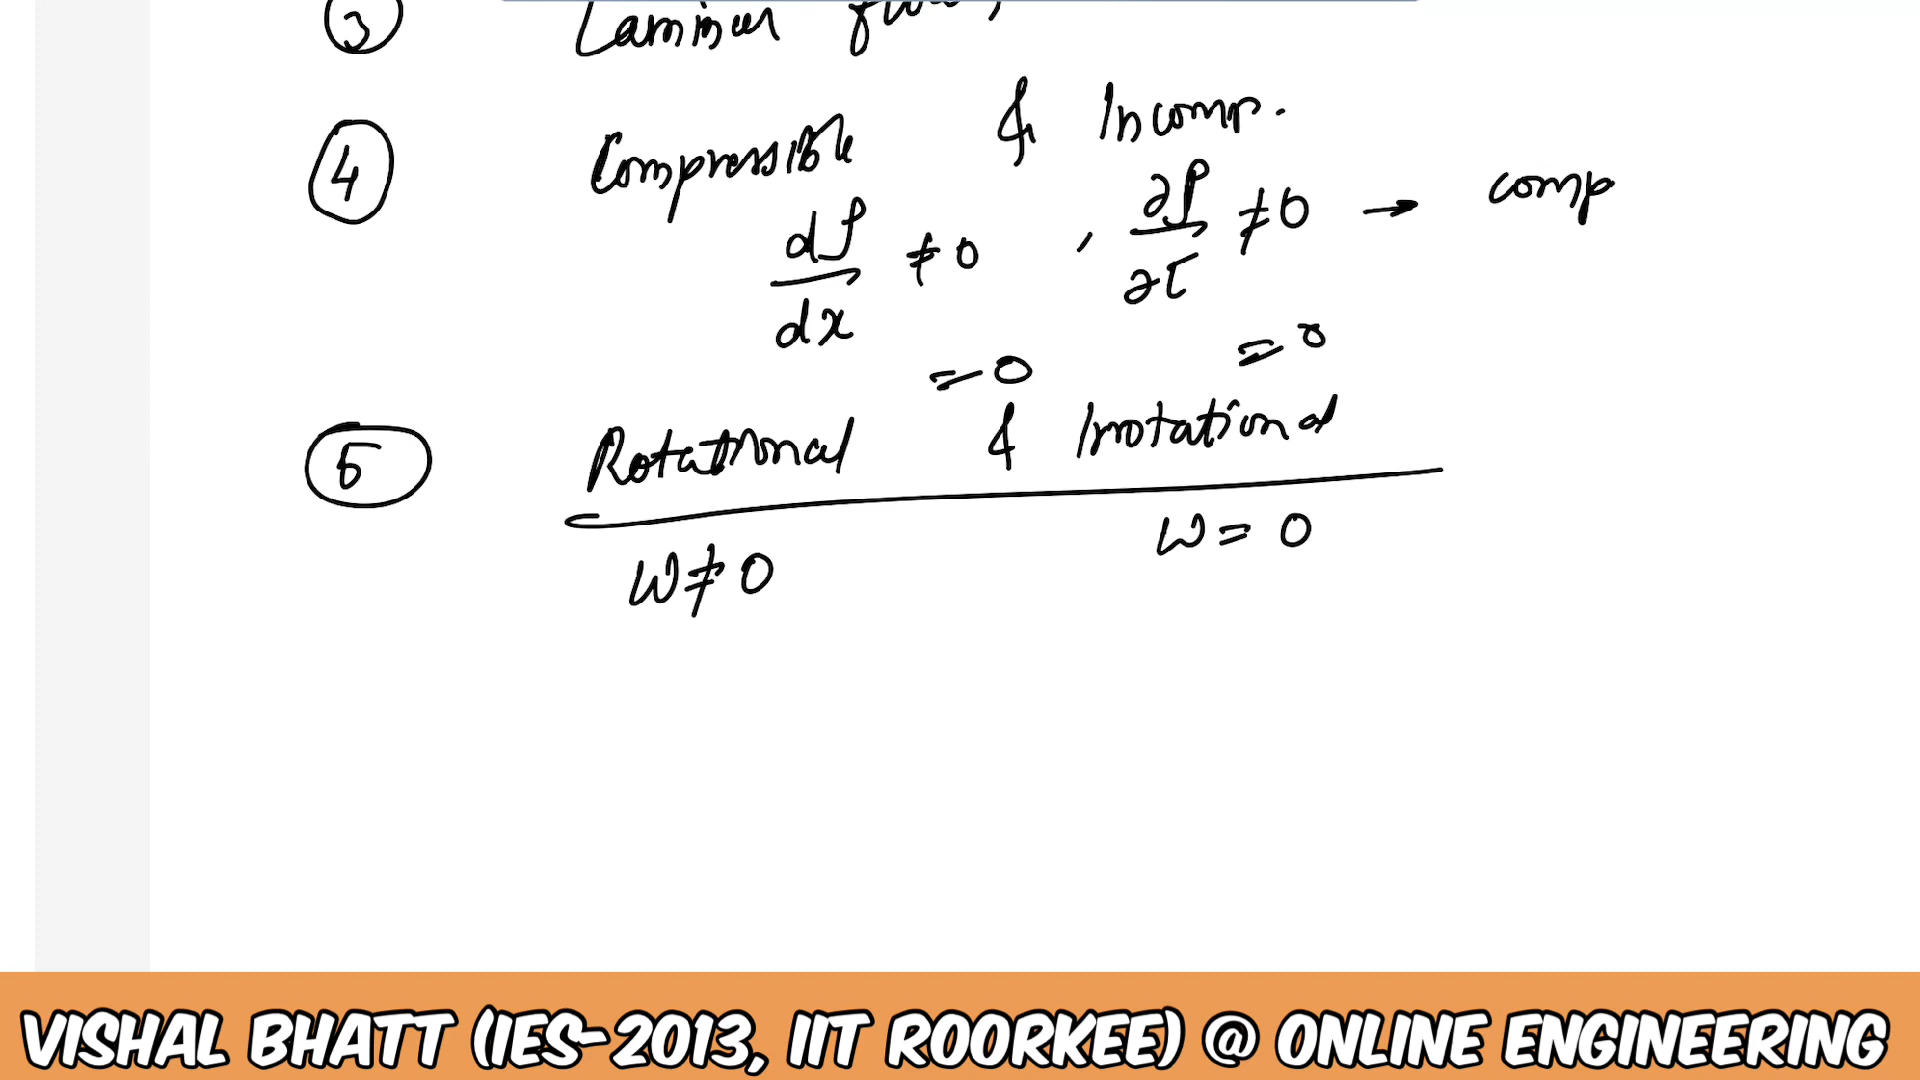 3 Laminar flow,
4 Compressible & Incomp.
dρ/dx ≠ 0 , ∂ρ/∂τ ≠ 0 → comp
= 0 = 0
5 Rotational & Irrotational
ω ≠ 0 ω = 0
VISHAL BHATT (IES-2013, IIT ROORKEE) @ ONLINE ENGINEERING